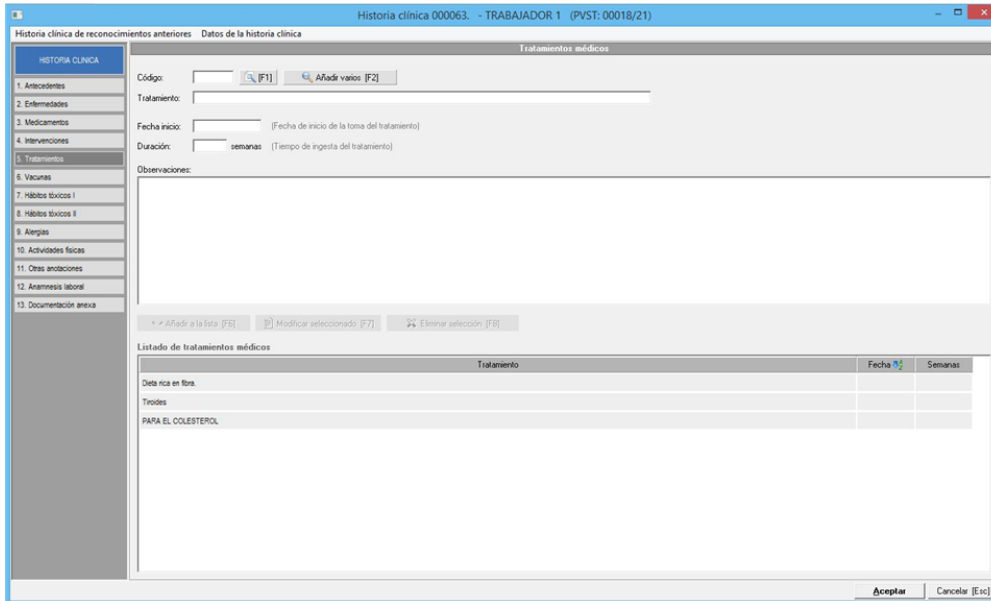 Historia clínica 000063. - TRABAJADOR 1 (PVST: 00018/21)
Historia clínica de reconocimientos anteriores Datos de la historia clínica
HISTORIA CLINICA
1. Antecedentes
2. Enfermedades
3. Medicamentos
4. Intervenciones
5. Tratamientos
6. Vacunas
7. Hábitos tóxicos I
8. Hábitos tóxicos II
9. Alergias
10. Actividades físicas
11. Otras anotaciones
12. Anamnesis laboral
13. Documentación anexa
Tratamientos médicos
Código: [F1] Añadir varios [F2]
Tratamiento:
Fecha inicio: (Fecha de inicio de la toma del tratamiento)
Duración: semanas (Tiempo de ingesta del tratamiento)
Observaciones:
Añadir a la lista [F6] Modificar seleccionado [F7] Eliminar selección [F8]
Listado de tratamientos médicos
Tratamiento Fecha Semanas
Dieta rica en fibra.
Tiroides
PARA EL COLESTEROL
Aceptar Cancelar [Esc]